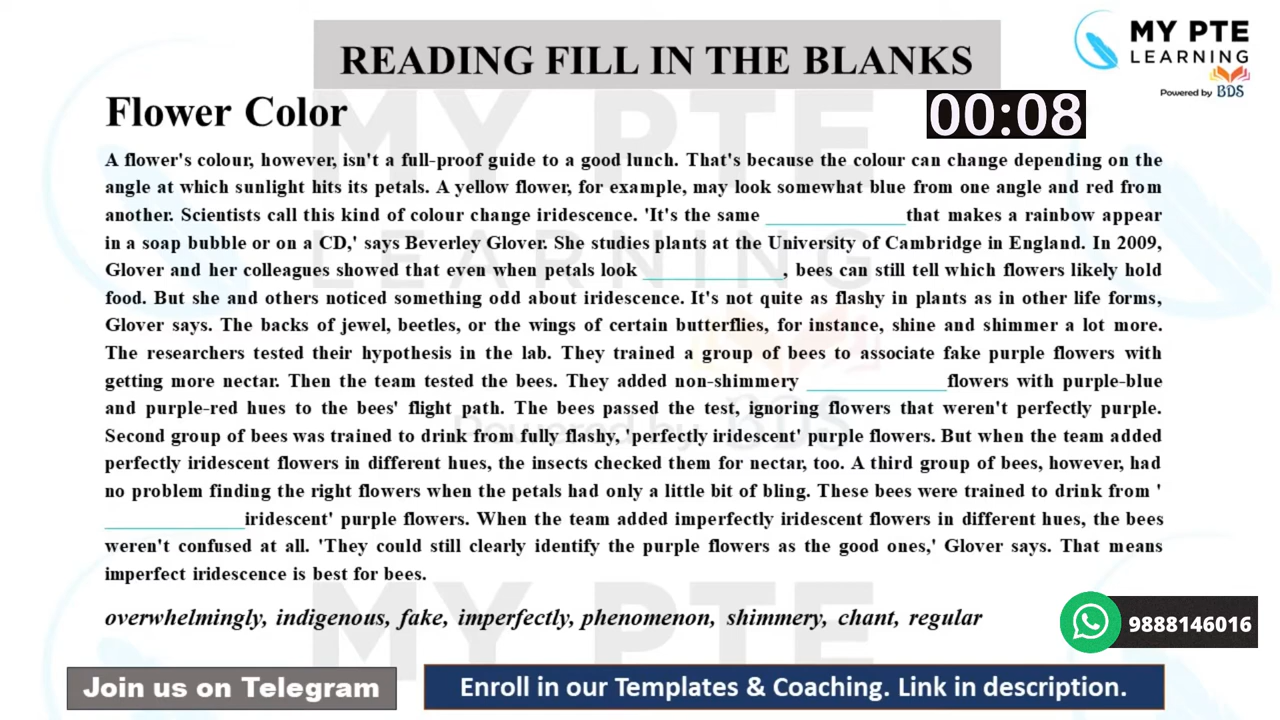 READING FILL IN THE BLANKS
MY PTE
LEARNING
Powered by BDS
Flower Color
00:08
A flower's colour, however, isn't a full-proof guide to a good lunch. That's because the colour can change depending on the
angle at which sunlight hits its petals. A yellow flower, for example, may look somewhat blue from one angle and red from
another. Scientists call this kind of colour change iridescence. 'It's the same ______________that makes a rainbow appear
in a soap bubble or on a CD,' says Beverley Glover. She studies plants at the University of Cambridge in England. In 2009,
Glover and her colleagues showed that even when petals look ______________, bees can still tell which flowers likely hold
food. But she and others noticed something odd about iridescence. It's not quite as flashy in plants as in other life forms,
Glover says. The backs of jewel, beetles, or the wings of certain butterflies, for instance, shine and shimmer a lot more.
The researchers tested their hypothesis in the lab. They trained a group of bees to associate fake purple flowers with
getting more nectar. Then the team tested the bees. They added non-shimmery ______________flowers with purple-blue
and purple-red hues to the bees' flight path. The bees passed the test, ignoring flowers that weren't perfectly purple.
Second group of bees was trained to drink from fully flashy, 'perfectly iridescent' purple flowers. But when the team added
perfectly iridescent flowers in different hues, the insects checked them for nectar, too. A third group of bees, however, had
no problem finding the right flowers when the petals had only a little bit of bling. These bees were trained to drink from '
______________iridescent' purple flowers. When the team added imperfectly iridescent flowers in different hues, the bees
weren't confused at all. 'They could still clearly identify the purple flowers as the good ones,' Glover says. That means
imperfect iridescence is best for bees.
overwhelmingly, indigenous, fake, imperfectly, phenomenon, shimmery, chant, regular
9888146016
Join us on Telegram
Enroll in our Templates & Coaching. Link in description.
MY PTE
LEARNING
Powered by BDS
MY PTE